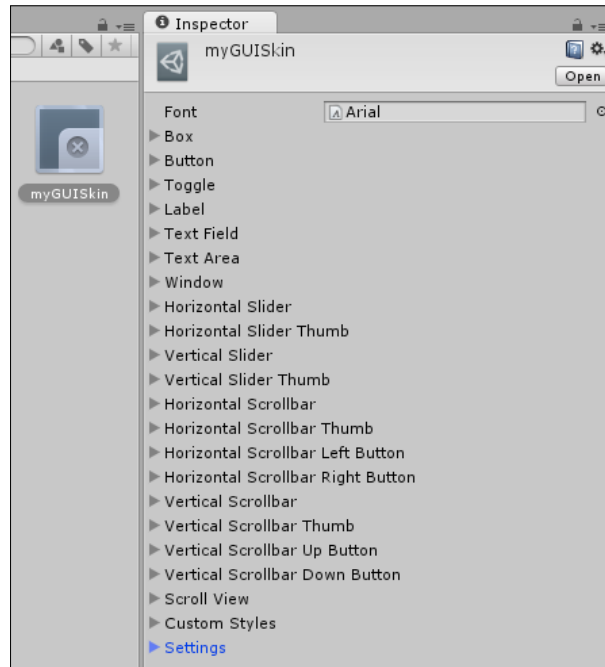 Inspector
myGUISkin
Open
myGUISkin
Font Arial
Box
Button
Toggle
Label
Text Field
Text Area
Window
Horizontal Slider
Horizontal Slider Thumb
Vertical Slider
Vertical Slider Thumb
Horizontal Scrollbar
Horizontal Scrollbar Thumb
Horizontal Scrollbar Left Button
Horizontal Scrollbar Right Button
Vertical Scrollbar
Vertical Scrollbar Thumb
Vertical Scrollbar Up Button
Vertical Scrollbar Down Button
Scroll View
Custom Styles
Settings